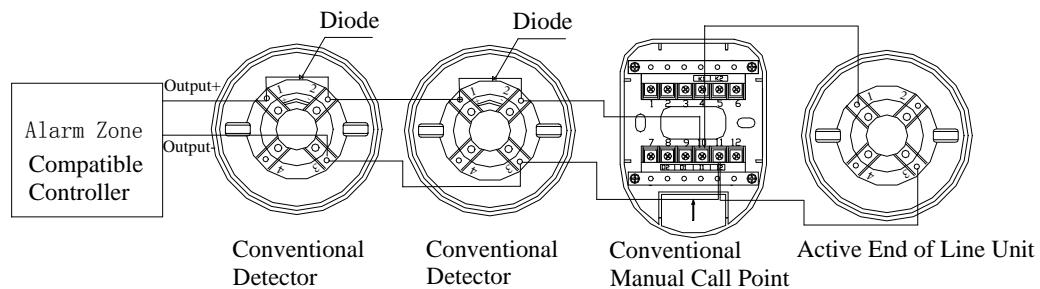 Diode
Diode
Output+
Alarm Zone
Compatible
Controller
Output-
1 2
3
4
1 2
3
4
K1 K2
1 2 3 4 5 6
7 8 9 10 11 12
1
2
3
4
Conventional
Detector
Conventional
Detector
Conventional
Manual Call Point
Active End of Line Unit